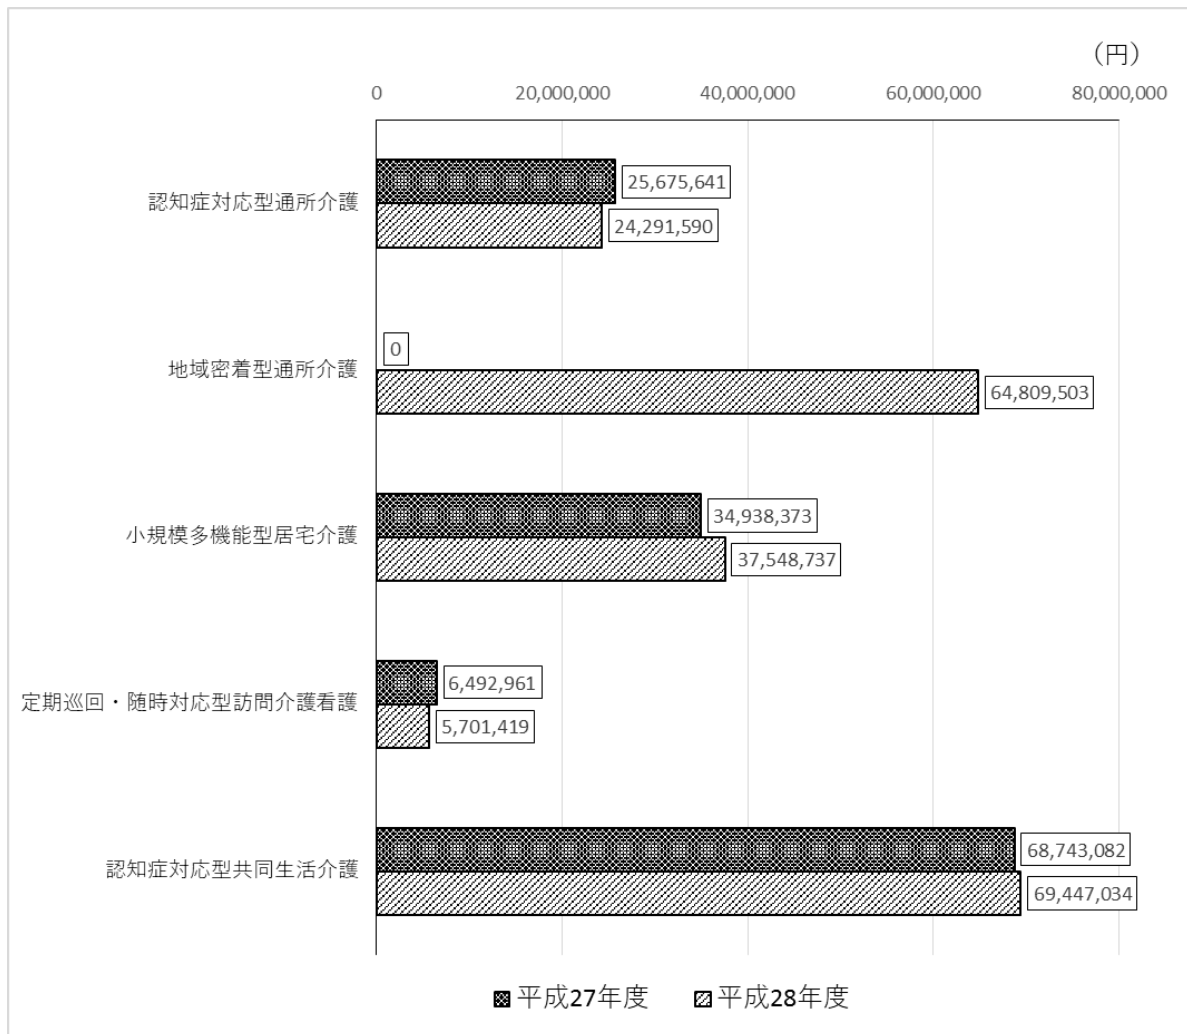 (円)
0 20,000,000 40,000,000 60,000,000 80,000,000
認知症対応型通所介護
25,675,641
24,291,590
地域密着型通所介護
0
64,809,503
小規模多機能型居宅介護
34,938,373
37,548,737
定期巡回・随時対応型訪問介護看護
6,492,961
5,701,419
認知症対応型共同生活介護
68,743,082
69,447,034
平成27年度 平成28年度